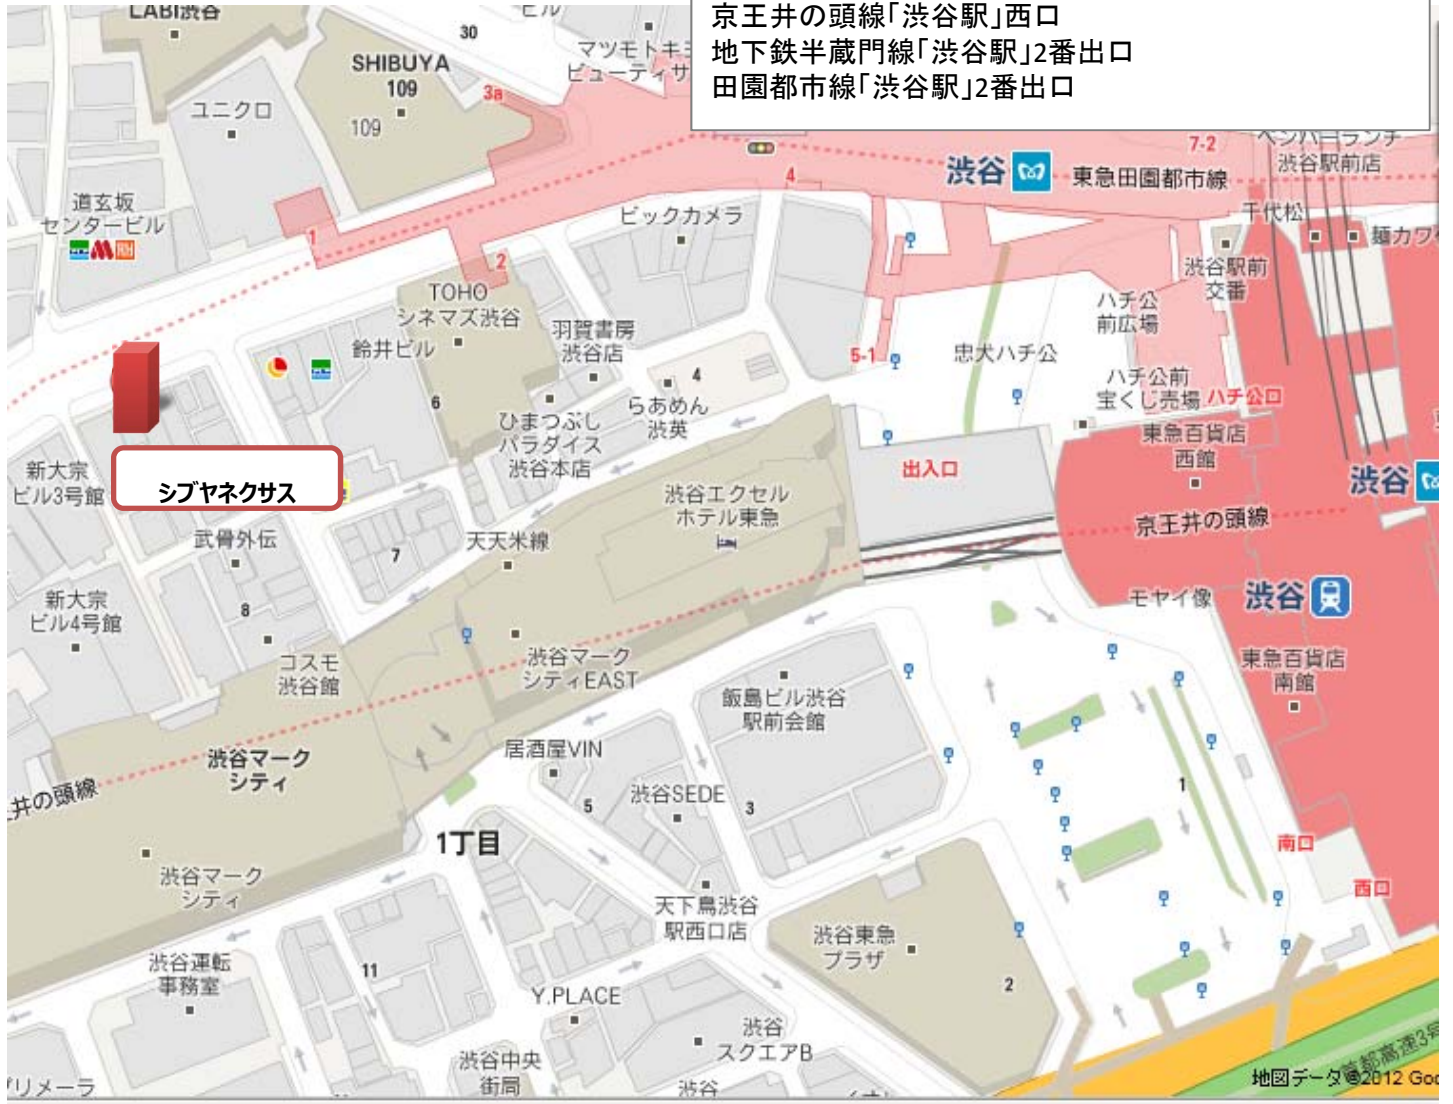 京王井の頭線｢渋谷駅｣西口
地下鉄半蔵門線｢渋谷駅｣2番出口
田園都市線｢渋谷駅｣2番出口
LABI渋谷
ビル
30
SHIBUYA
109
マツモトキ
ビューティサ
3a
ユニクロ
109
7-2
渋谷
東急田園都市線
渋谷駅前店
4
道玄坂
センタービル
ビックカメラ
千代松
麺カワ
1
2
渋谷駅前
交番
TOHO
シネマズ渋谷
ハチ公
前広場
羽賀書房
渋谷店
鈴井ビル
5-1
忠犬ハチ公
4
ハチ公前
宝くじ売場
ハチ公口
6
らあめん
渋英
ひまつぶし
パラダイス
渋谷本店
東急百貨店
西館
新大宗
ビル3号館
シブヤネクサス
出入口
渋谷
渋谷エクセル
ホテル東急
京王井の頭線
武骨外伝
7
天天米線
新大宗
ビル4号館
8
モヤイ像
渋谷
コスモ
渋谷館
渋谷マーク
シティEAST
東急百貨店
南館
飯島ビル渋谷
駅前会館
渋谷マーク
シティ
居酒屋VIN
井の頭線
5
渋谷SEDE
3
1
1丁目
南口
渋谷マーク
シティ
西口
天下鳥渋谷
駅西口店
渋谷東急
プラザ
渋谷運転
事務室
11
2
Y.PLACE
渋谷
スクエアB
渋谷中央
街局
首都高速3号
地図データ©2012 Goo
プリメーラ
渋谷